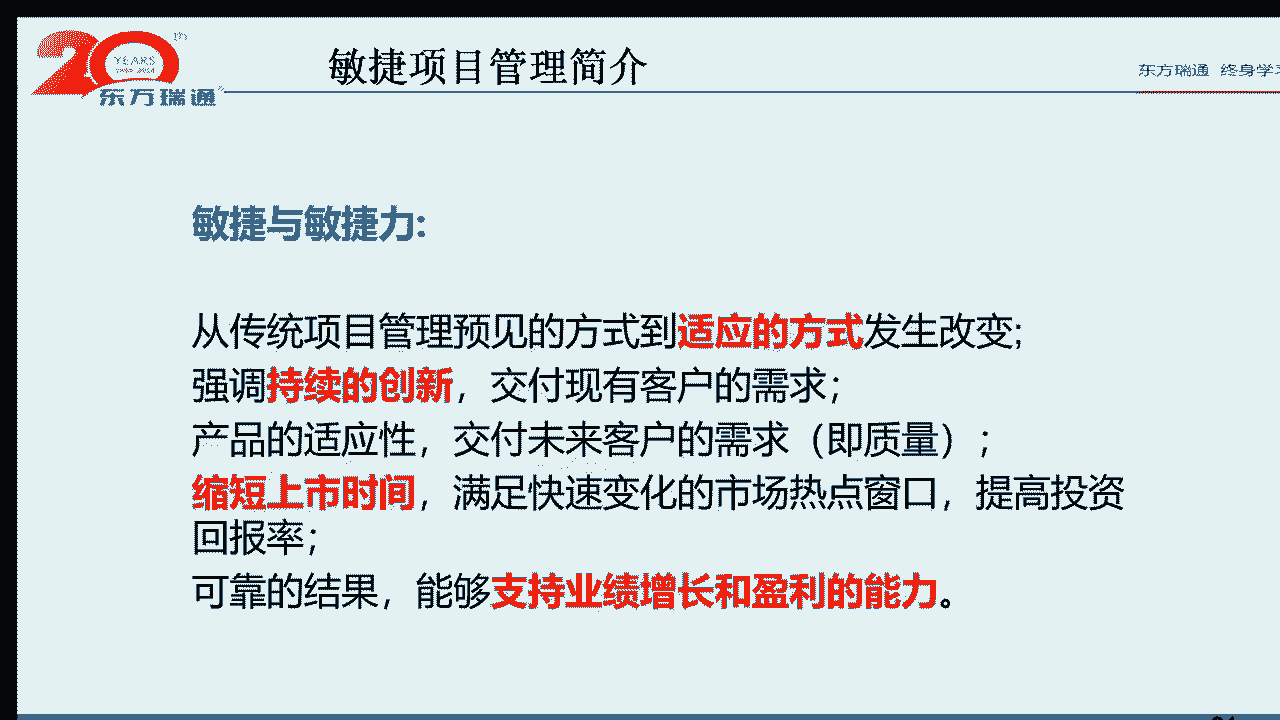 20th
YEARS
东方瑞通
敏捷项目管理简介
东方瑞通 终身学习
敏捷与敏捷力:
从传统项目管理预见的方式到适应的方式发生改变;
强调持续的创新，交付现有客户的需求；
产品的适应性，交付未来客户的需求（即质量）；
缩短上市时间，满足快速变化的市场热点窗口，提高投资
回报率；
可靠的结果，能够支持业绩增长和盈利的能力。